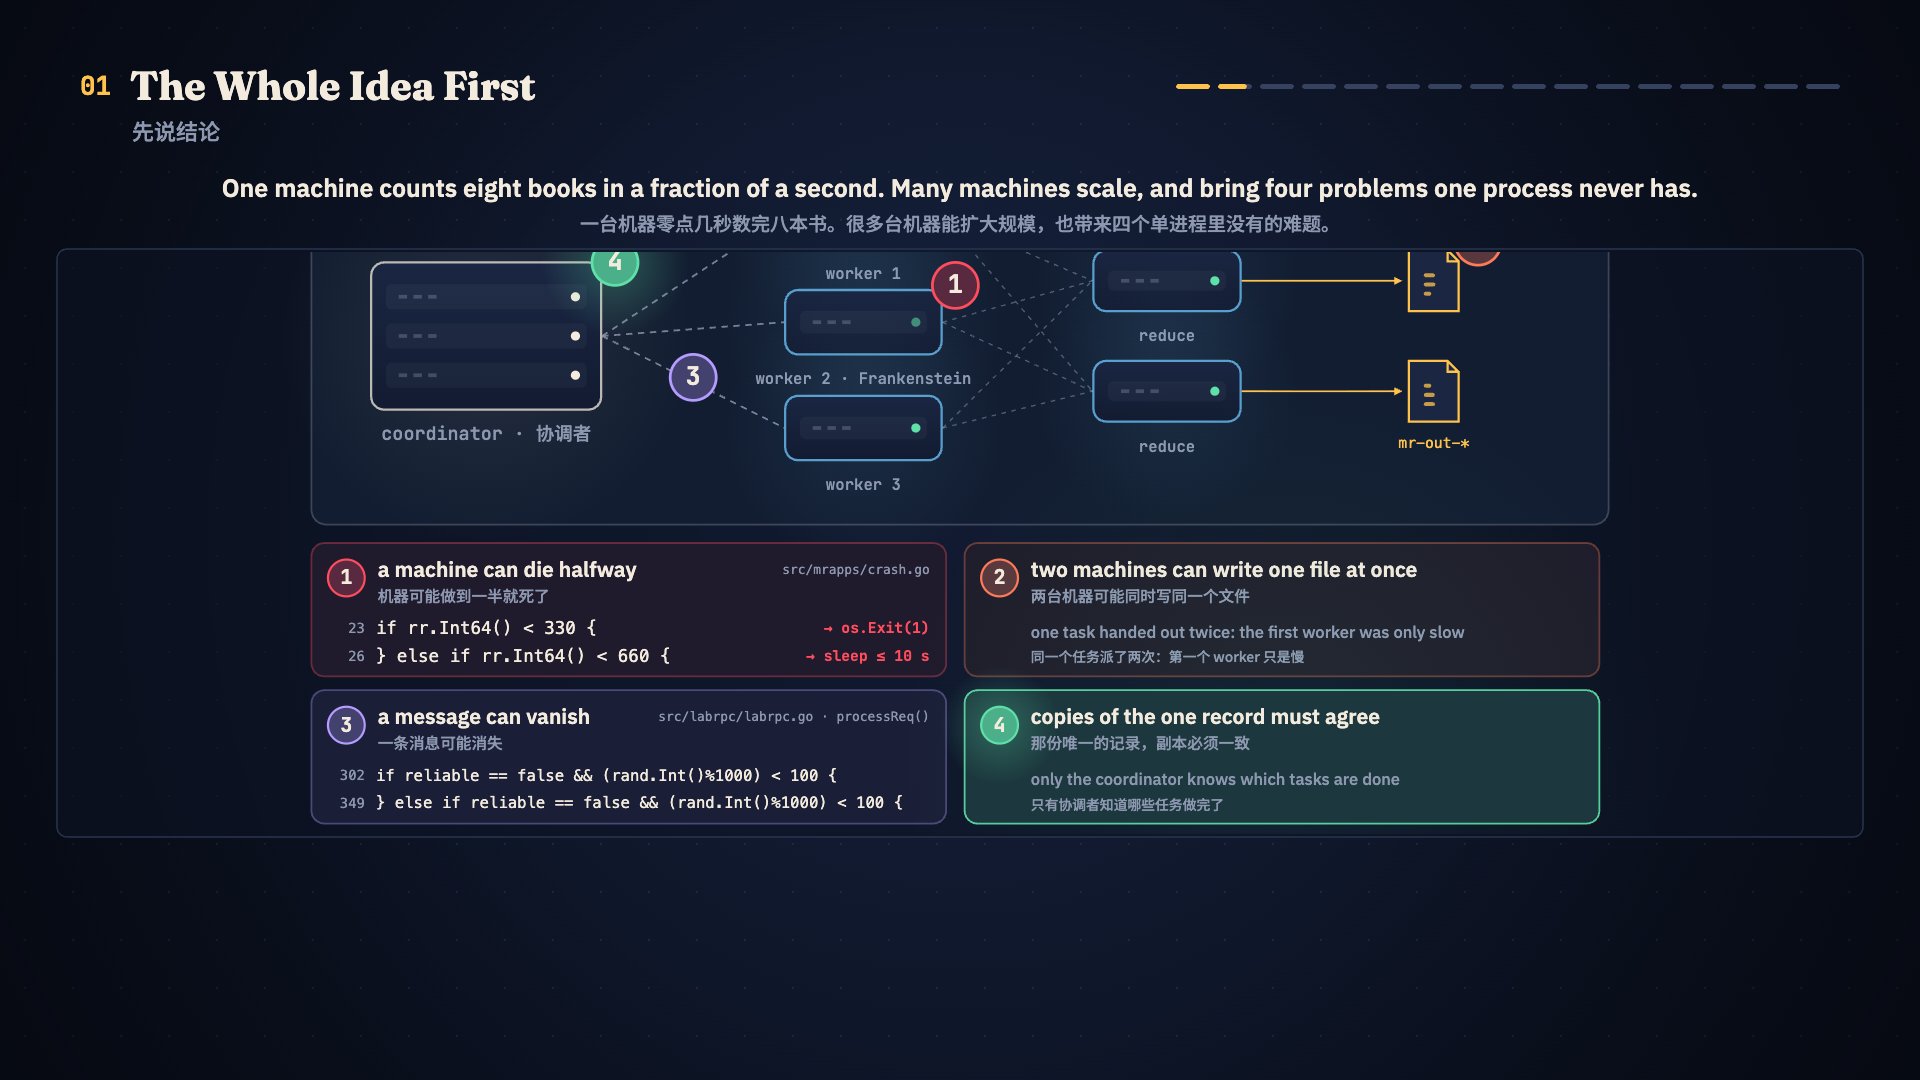 01 The Whole Idea First
先说结论
One machine counts eight books in a fraction of a second. Many machines scale, and bring four problems one process never has.
一台机器零点几秒数完八本书。很多台机器能扩大规模，也带来四个单进程里没有的难题。
4
worker 1
1
reduce
3
worker 2 · Frankenstein
coordinator · 协调者
reduce
mr-out-*
worker 3
1 a machine can die halfway src/mrapps/crash.go
机器可能做到一半就死了
23 if rr.Int64() < 330 { → os.Exit(1)
26 } else if rr.Int64() < 660 { → sleep ≤ 10 s
2 two machines can write one file at once
两台机器可能同时写同一个文件
one task handed out twice: the first worker was only slow
同一个任务派了两次：第一个 worker 只是慢
3 a message can vanish src/labrpc/labrpc.go · processReq()
一条消息可能消失
302 if reliable == false && (rand.Int()%1000) < 100 {
349 } else if reliable == false && (rand.Int()%1000) < 100 {
4 copies of the one record must agree
那份唯一的记录，副本必须一致
only the coordinator knows which tasks are done
只有协调者知道哪些任务做完了